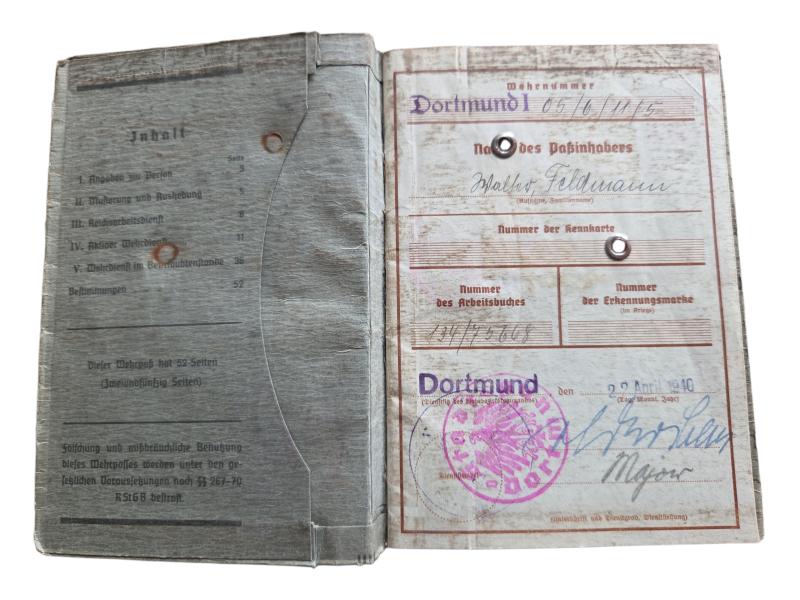 Inhalt
Seite
I. Angaben zur Person 3
II. Musterung und Aushebung 5
III. Reichsarbeitsdienst 8
IV. Aktiver Wehrdienst 11
V. Wehrdienst im Beurlaubtenstande 36
Bestimmungen 52
Dieser Wehrpaß hat 52 Seiten
(Zweiundfünfzig Seiten)
Fälschung und mißbräuchliche Benutzung
dieses Wehrpasses werden unter den ge-
setzlichen Voraussetzungen nach §§ 267-70
RStGB bestraft.
Wehrnummer
Dortmund I 05/6/11/5
des Paßinhabers
Walter, Feldmann
(Rufname, Familienname)
Nummer der Kennkarte
Nummer
des Arbeitsbuches
Nummer
der Erkennungsmarke
(im Kriege)
134/75668
Dortmund den 22. April 1940
(Tag, Monat, Jahr)
Major
(Unterschrift und Dienstgrad, Dienststellung)